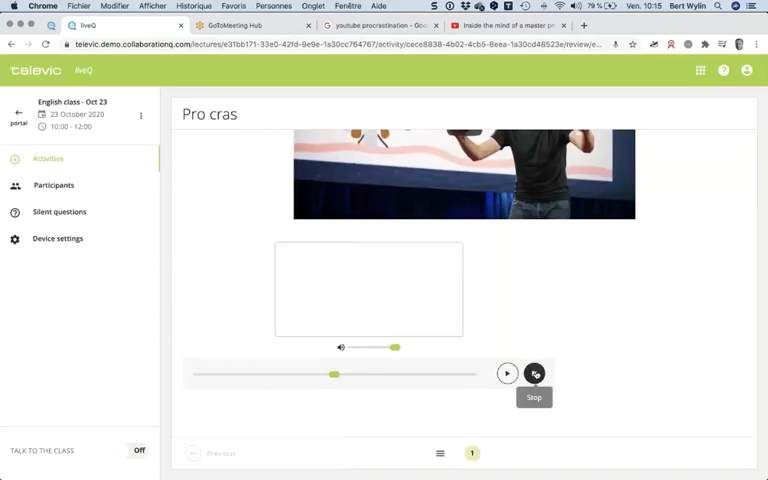 Chrome Fichier Modifier Afficher Historique Favoris Personnes Onglet Fenêtre Aide 79 % Ven. 10:15 Bert Wylin
liveQ GoToMeeting Hub youtube procrastination - Goo Inside the mind of a master pr
televic.demo.collaborationq.com/lectures/e31bb171-33e0-42fd-9e9e-1a30cc764767/activity/cece8838-4b02-4cb5-8eea-1a30cd48523e/review/e...
televic liveQ
portal
English class - Oct 23
23 October 2020
10:00 - 12:00
Activities
Participants
Silent questions
Device settings
TALK TO THE CLASS Off
Pro cras
Stop
Previous 1